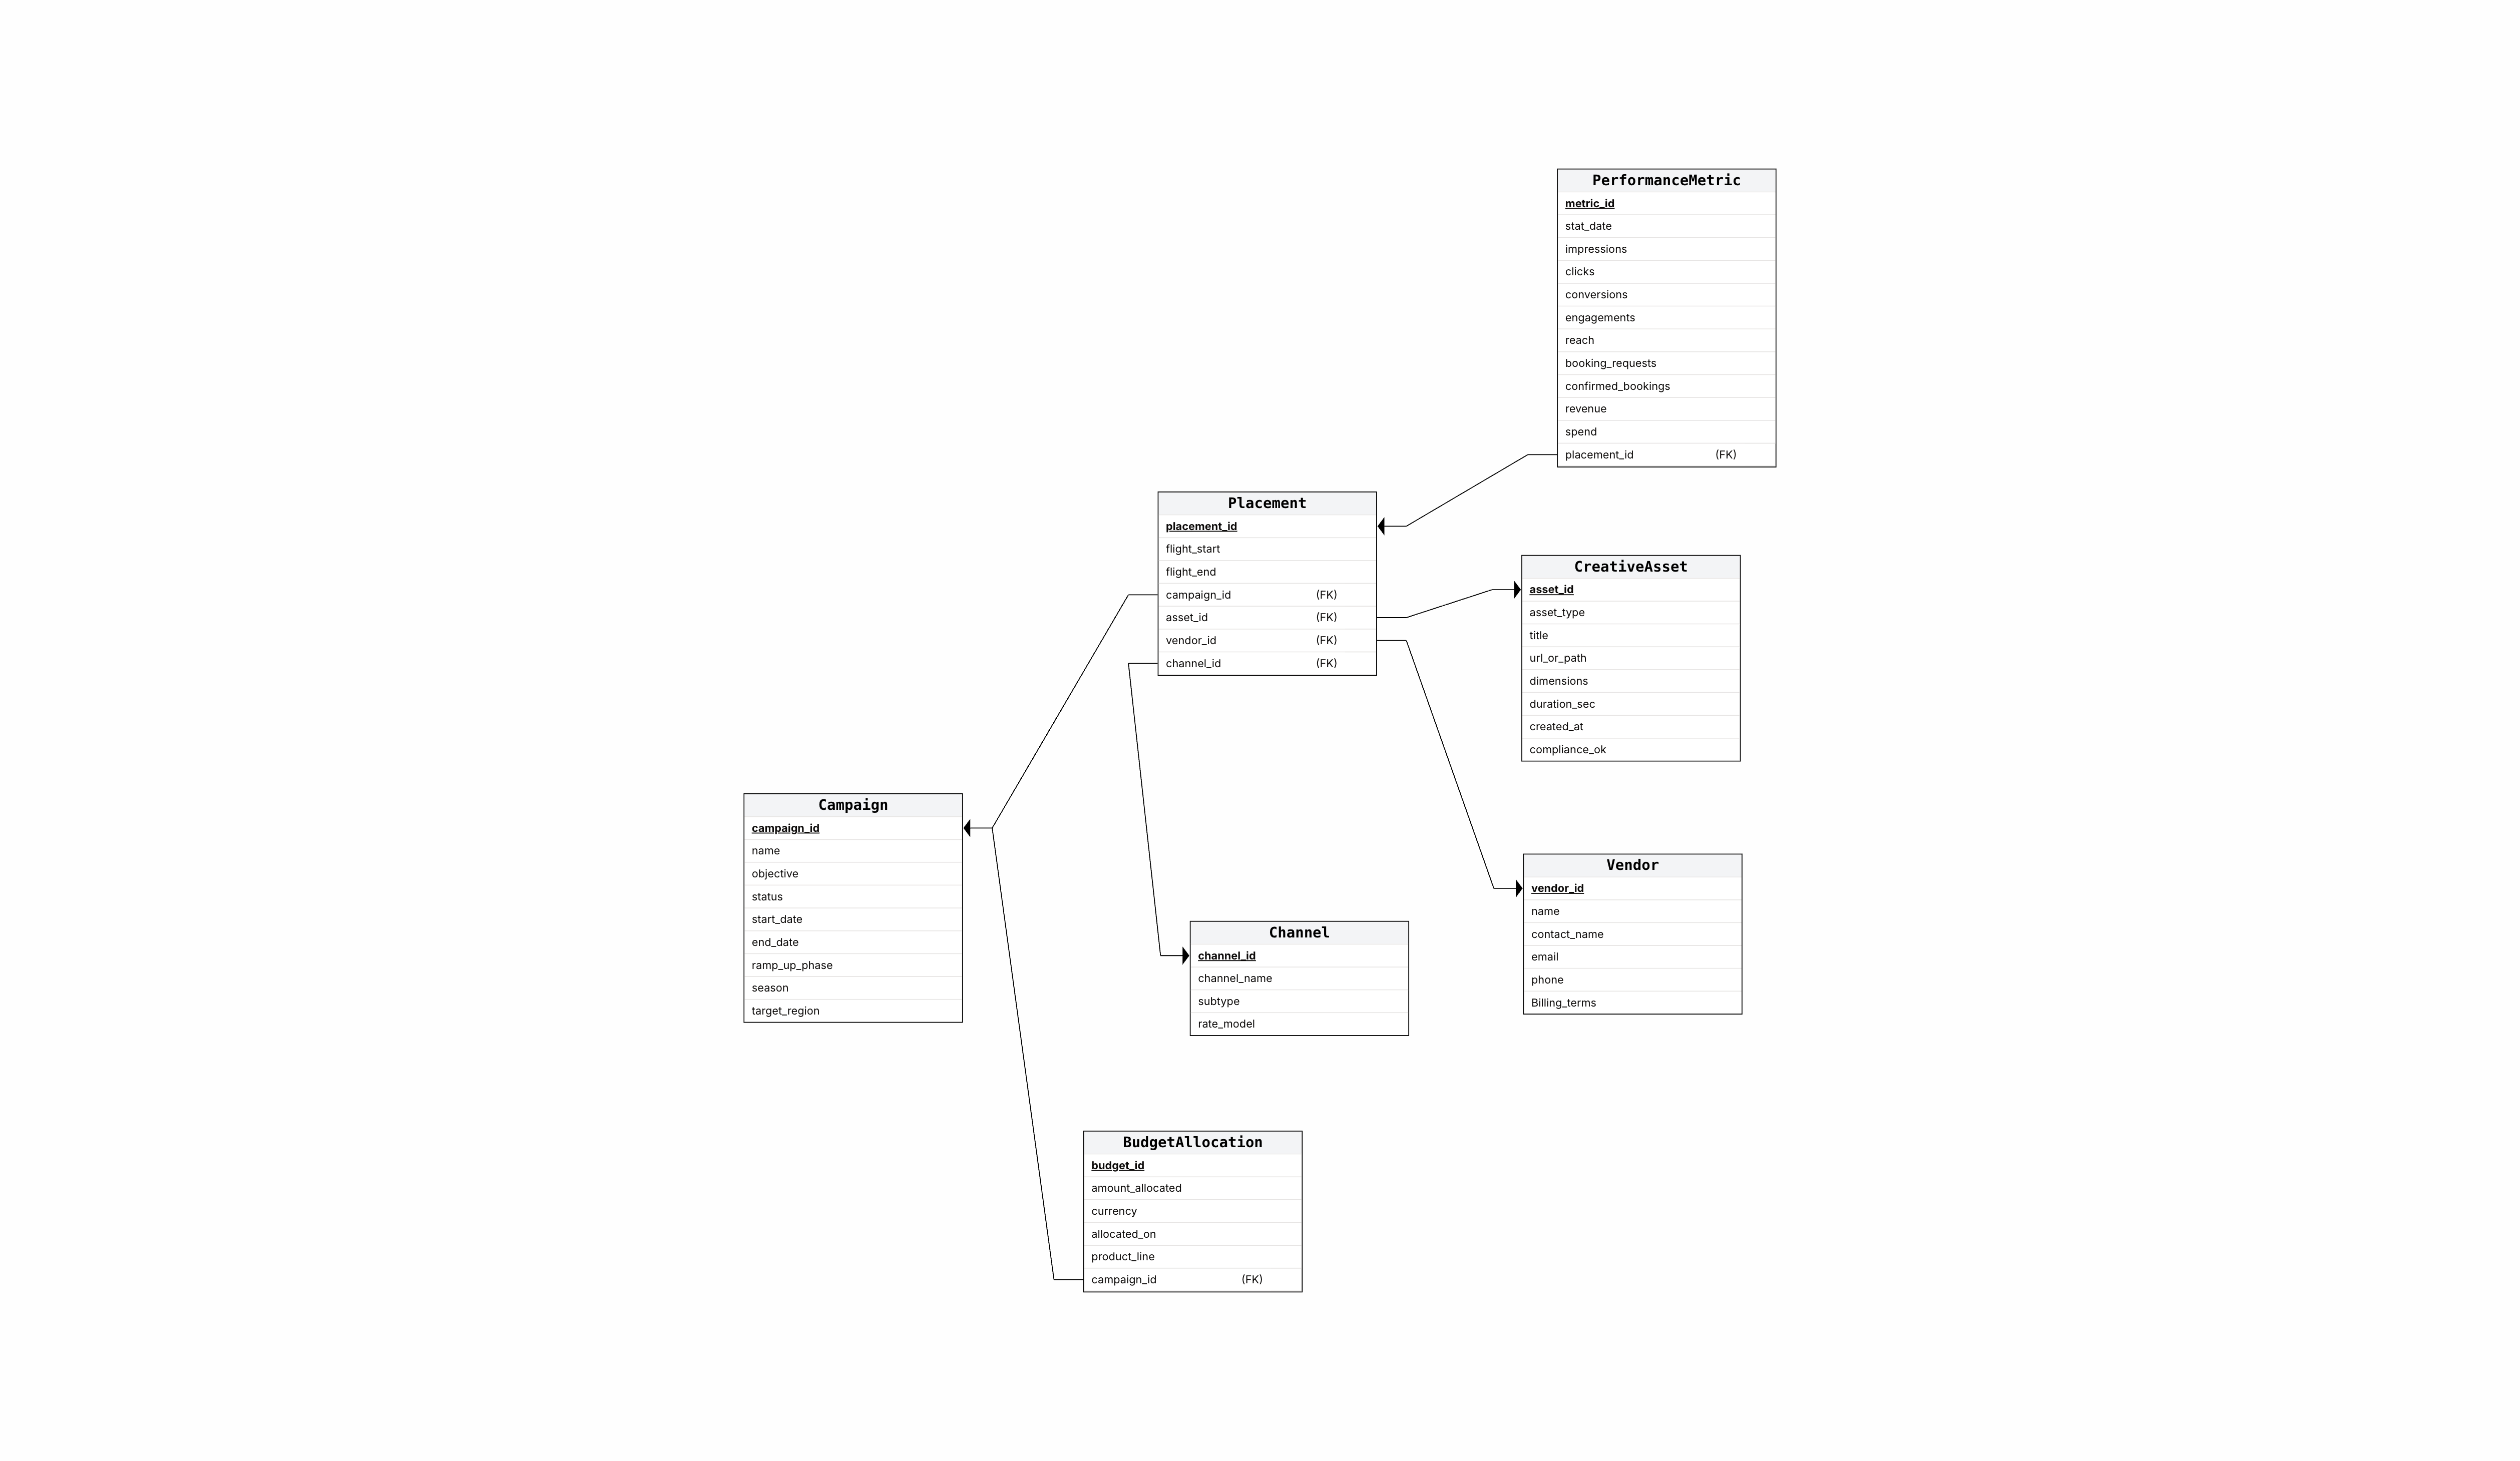 PerformanceMetric
metric_id
stat_date
impressions
clicks
conversions
engagements
reach
booking_requests
confirmed_bookings
revenue
spend
placement_id (FK)
Placement
placement_id
flight_start
flight_end
campaign_id (FK)
asset_id (FK)
vendor_id (FK)
channel_id (FK)
CreativeAsset
asset_id
asset_type
title
url_or_path
dimensions
duration_sec
created_at
compliance_ok
Campaign
campaign_id
name
objective
status
start_date
end_date
ramp_up_phase
season
target_region
Vendor
vendor_id
name
contact_name
email
phone
Billing_terms
Channel
channel_id
channel_name
subtype
rate_model
BudgetAllocation
budget_id
amount_allocated
currency
allocated_on
product_line
campaign_id (FK)